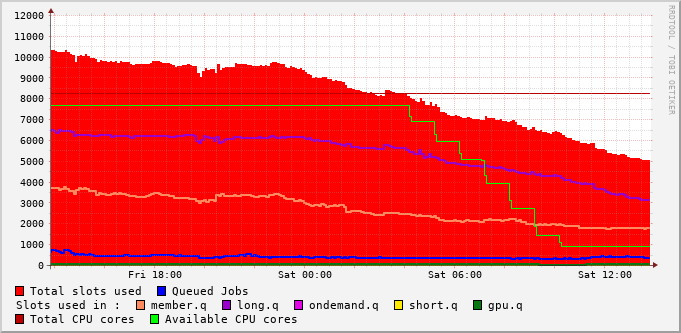 12000
11000
10000
9000
8000
7000
6000
5000
4000
3000
2000
1000
0
Fri 18:00 Sat 00:00 Sat 06:00 Sat 12:00
Total slots used Queued Jobs
Slots used in : member.q long.q ondemand.q short.q gpu.q
Total CPU cores Available CPU cores
RRDTOOL / TOBI OETIKER